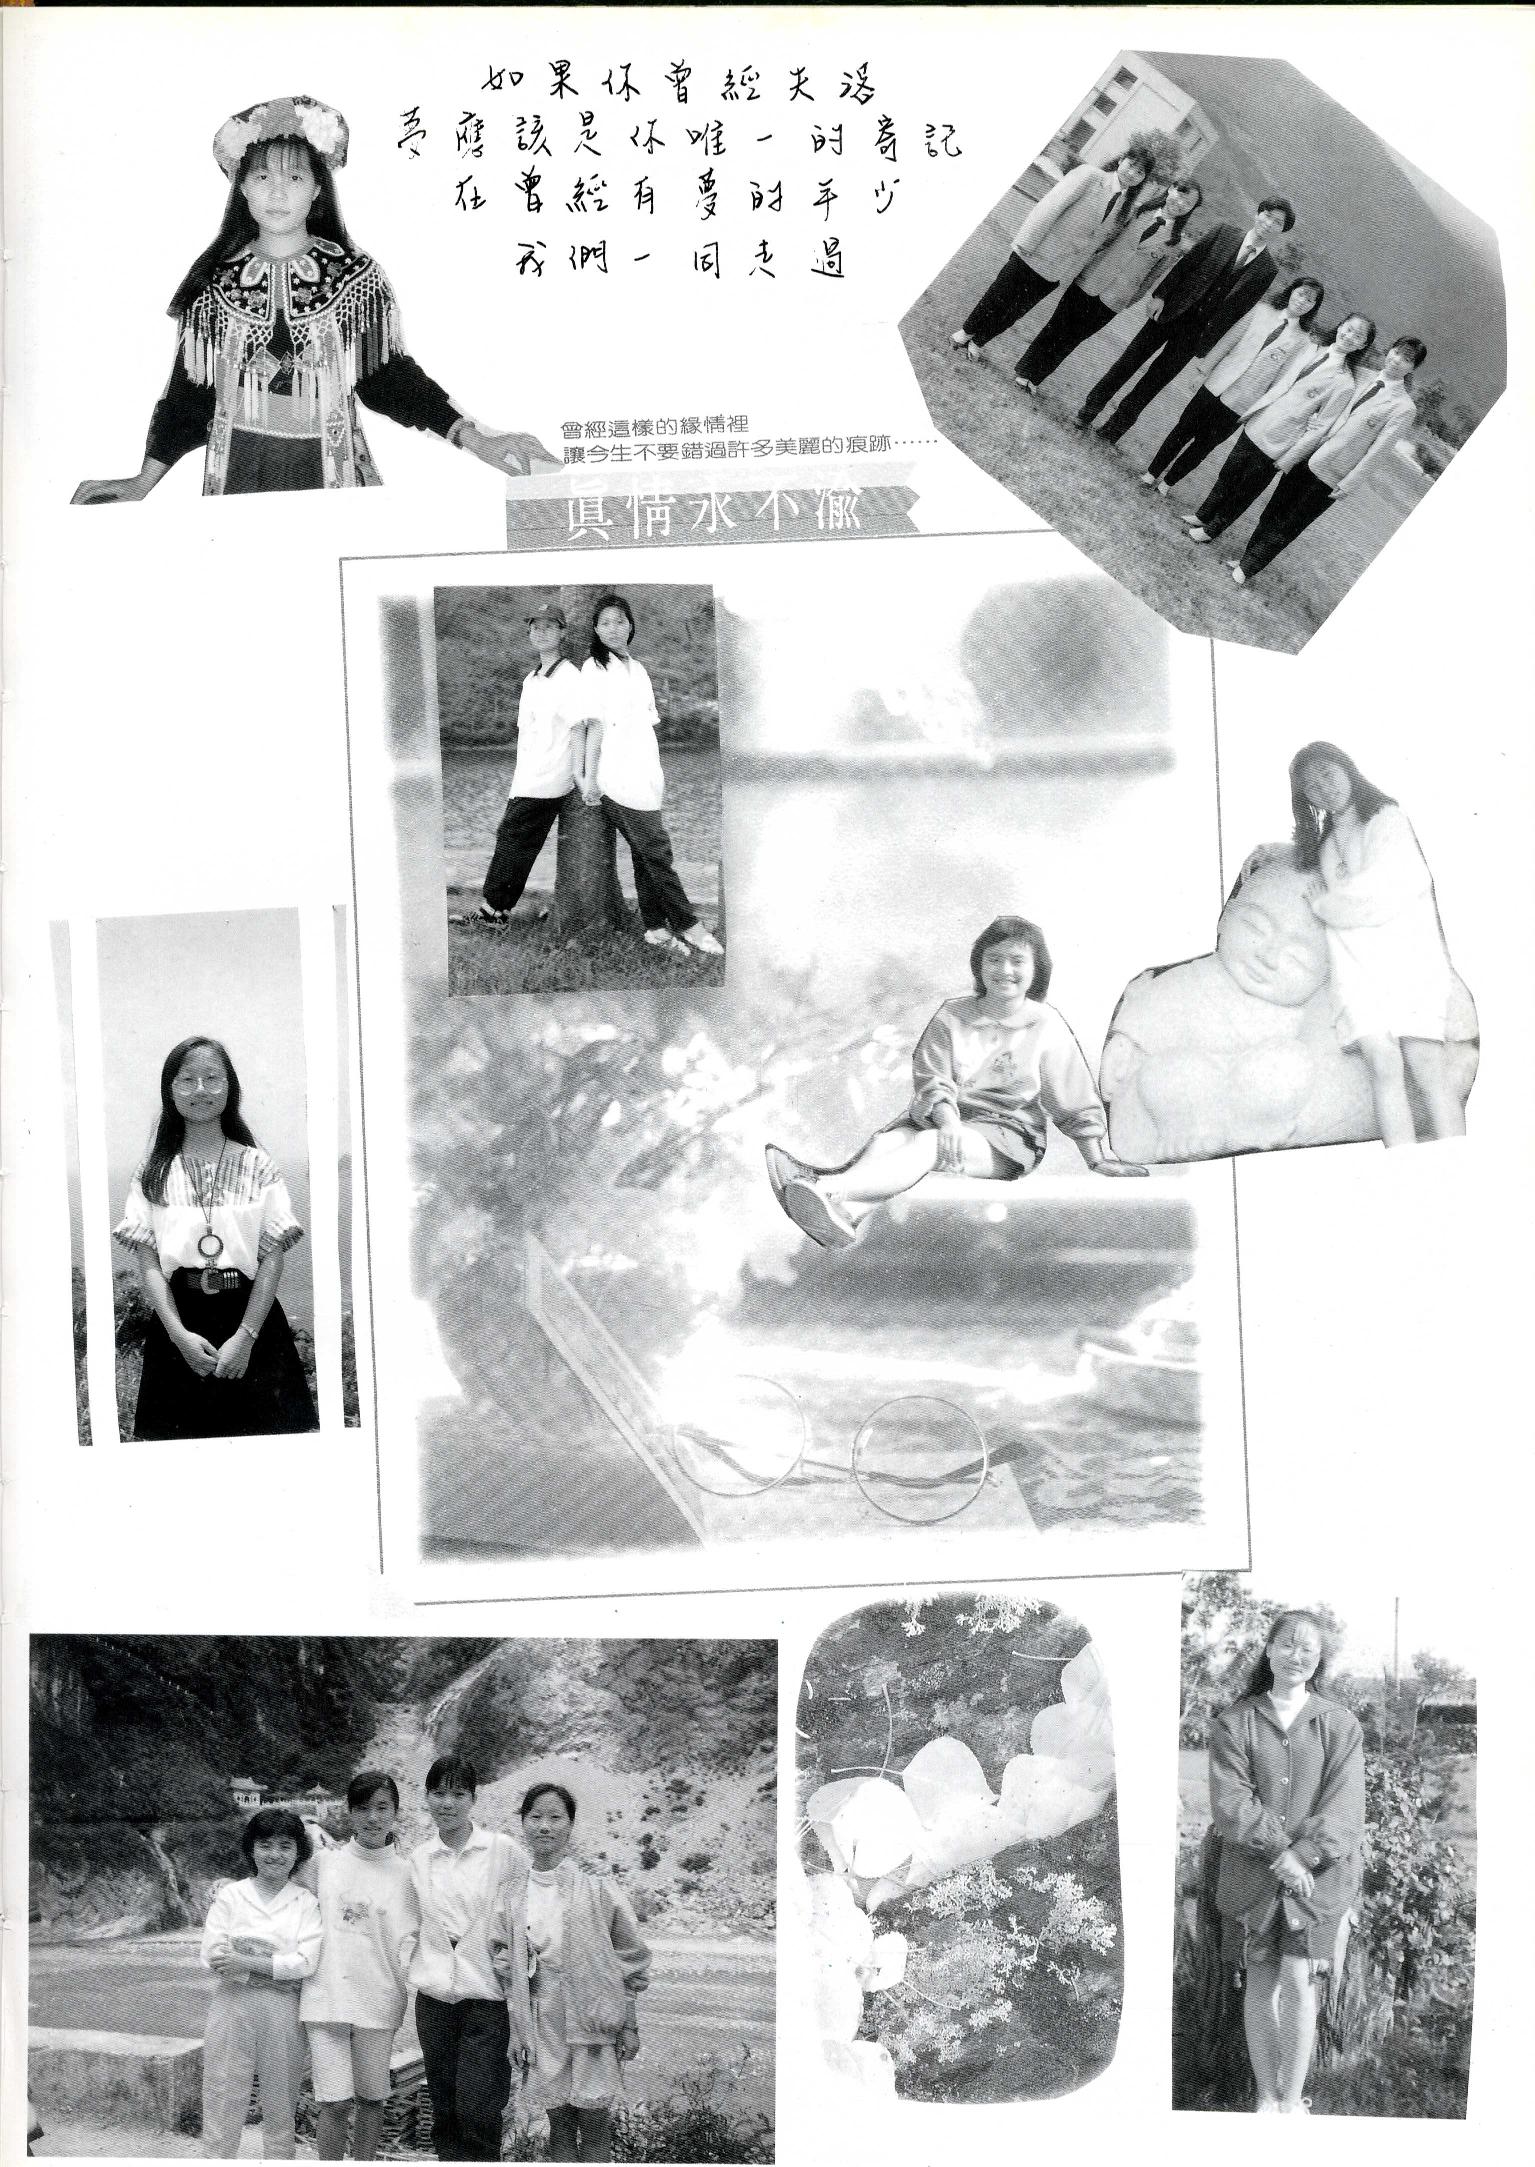 如果你曾經失落
夢應該是你唯一的寄託
在曾經有夢的年少
我們一同走過
曾經這樣的緣情裡
讓今生不要錯過許多美麗的痕跡……
真情永不渝